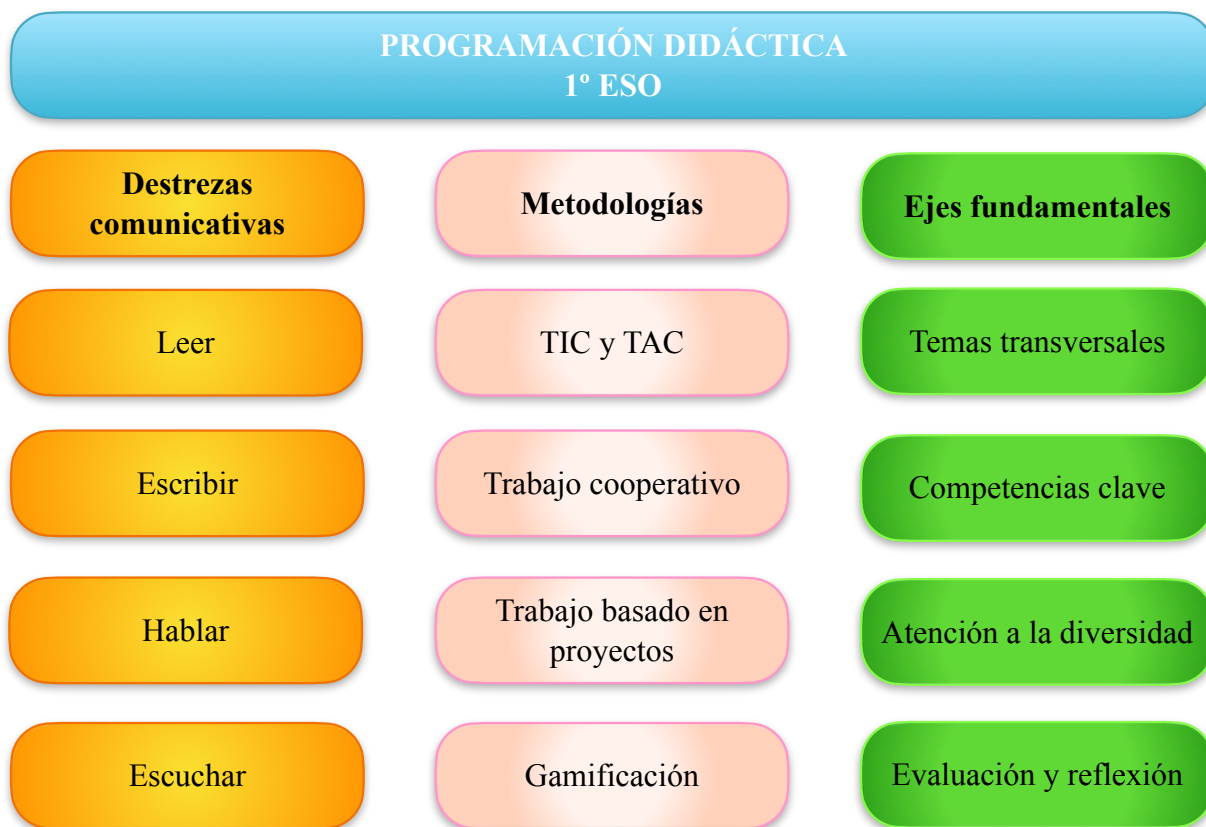 PROGRAMACIÓN DIDÁCTICA
1º ESO
Destrezas
comunicativas
Metodologías
Ejes fundamentales
Leer
TIC y TAC
Temas transversales
Escribir
Trabajo cooperativo
Competencias clave
Hablar
Trabajo basado en
proyectos
Atención a la diversidad
Escuchar
Gamificación
Evaluación y reflexión